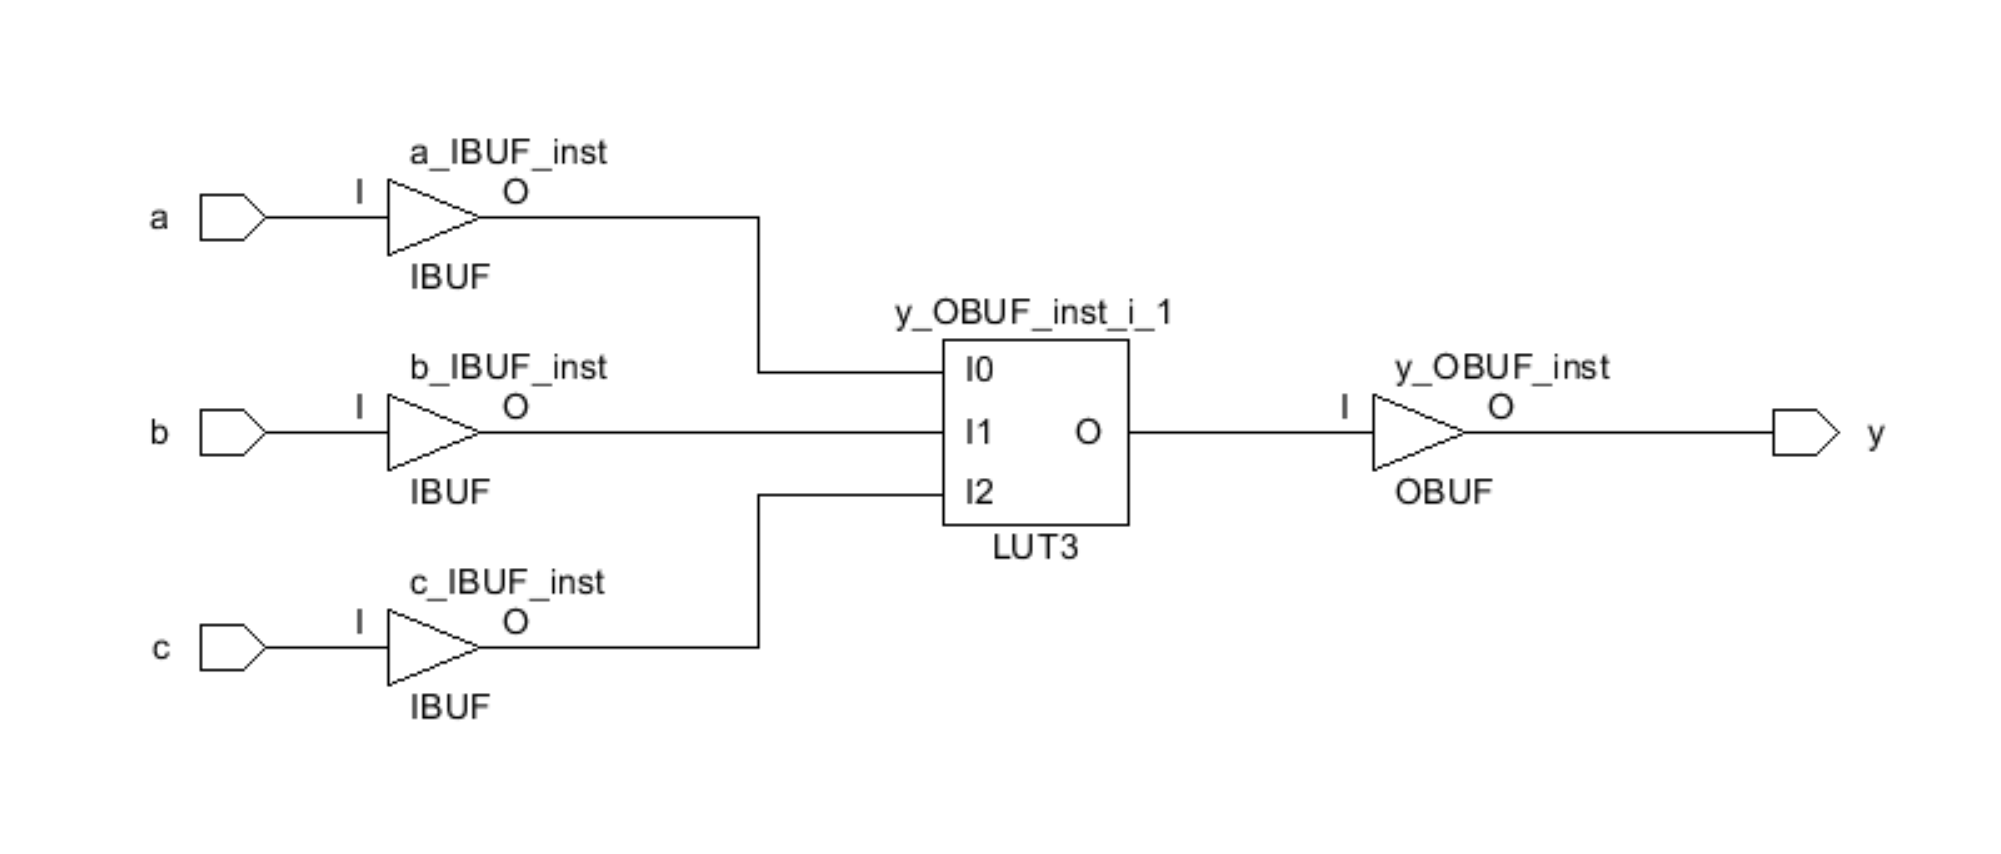 a_IBUF_inst
I
O
a
IBUF
y_OBUF_inst_i_1
b_IBUF_inst
I
O
b
IBUF
I0
I1
I2
O
LUT3
y_OBUF_inst
I
O
y
OBUF
c_IBUF_inst
I
O
c
IBUF